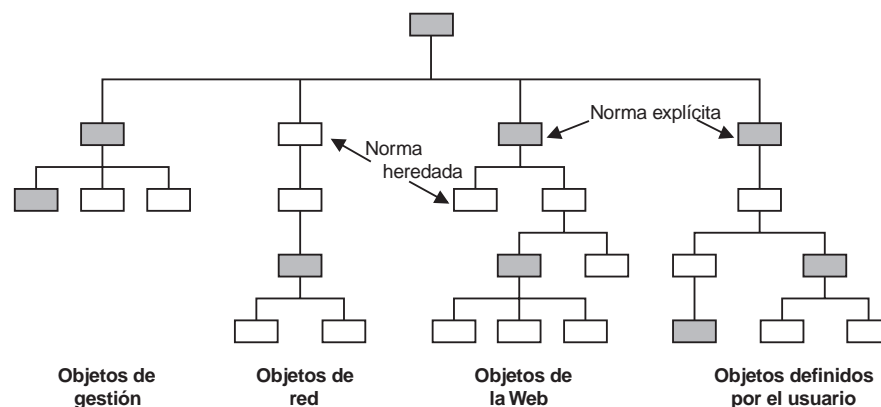 Norma explícita
Norma
heredada
Objetos de
gestión
Objetos de
red
Objetos de
la Web
Objetos definidos
por el usuario